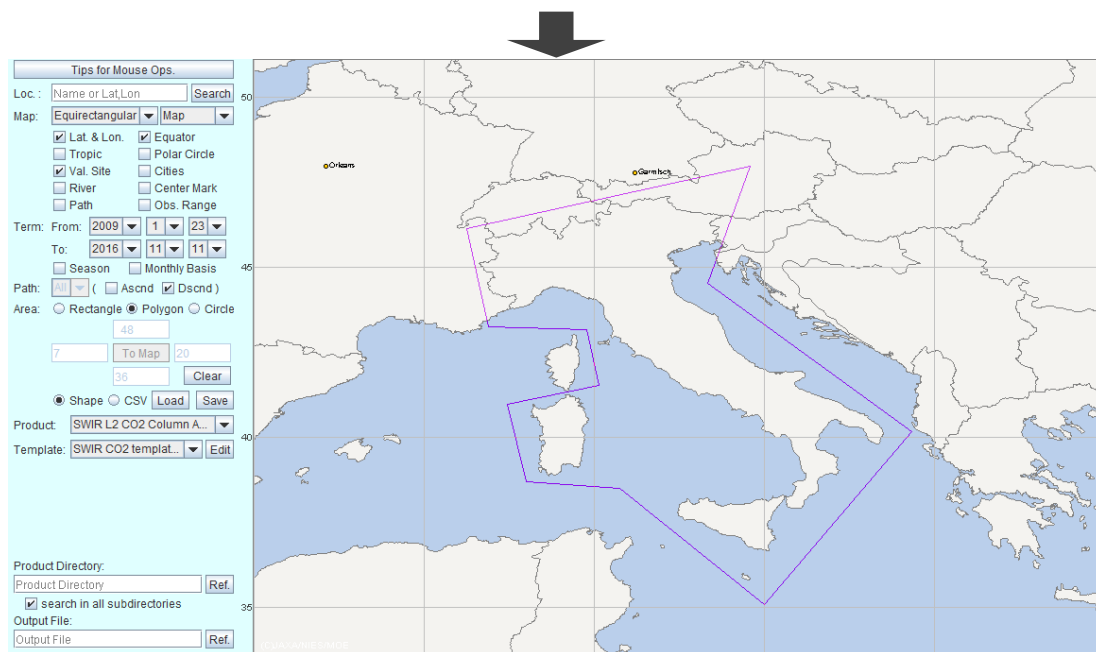 Tips for Mouse Ops.
Loc. : Name or Lat,Lon Search
Map: Equirectangular Map
Lat. & Lon. Equator
Tropic Polar Circle
Val. Site Cities
River Center Mark
Path Obs. Range
Term: From: 2009 1 23
To: 2016 11 11
Season Monthly Basis
Path: All ( Ascnd Dscnd )
Area: Rectangle Polygon Circle
48
7 To Map 20
36 Clear
Shape CSV Load Save
Product: SWIR L2 CO2 Column A...
Template: SWIR CO2 templat... Edit
Product Directory:
Product Directory Ref.
search in all subdirectories
Output File:
Output File Ref.
50
Orleans
Garmisch
45
40
35